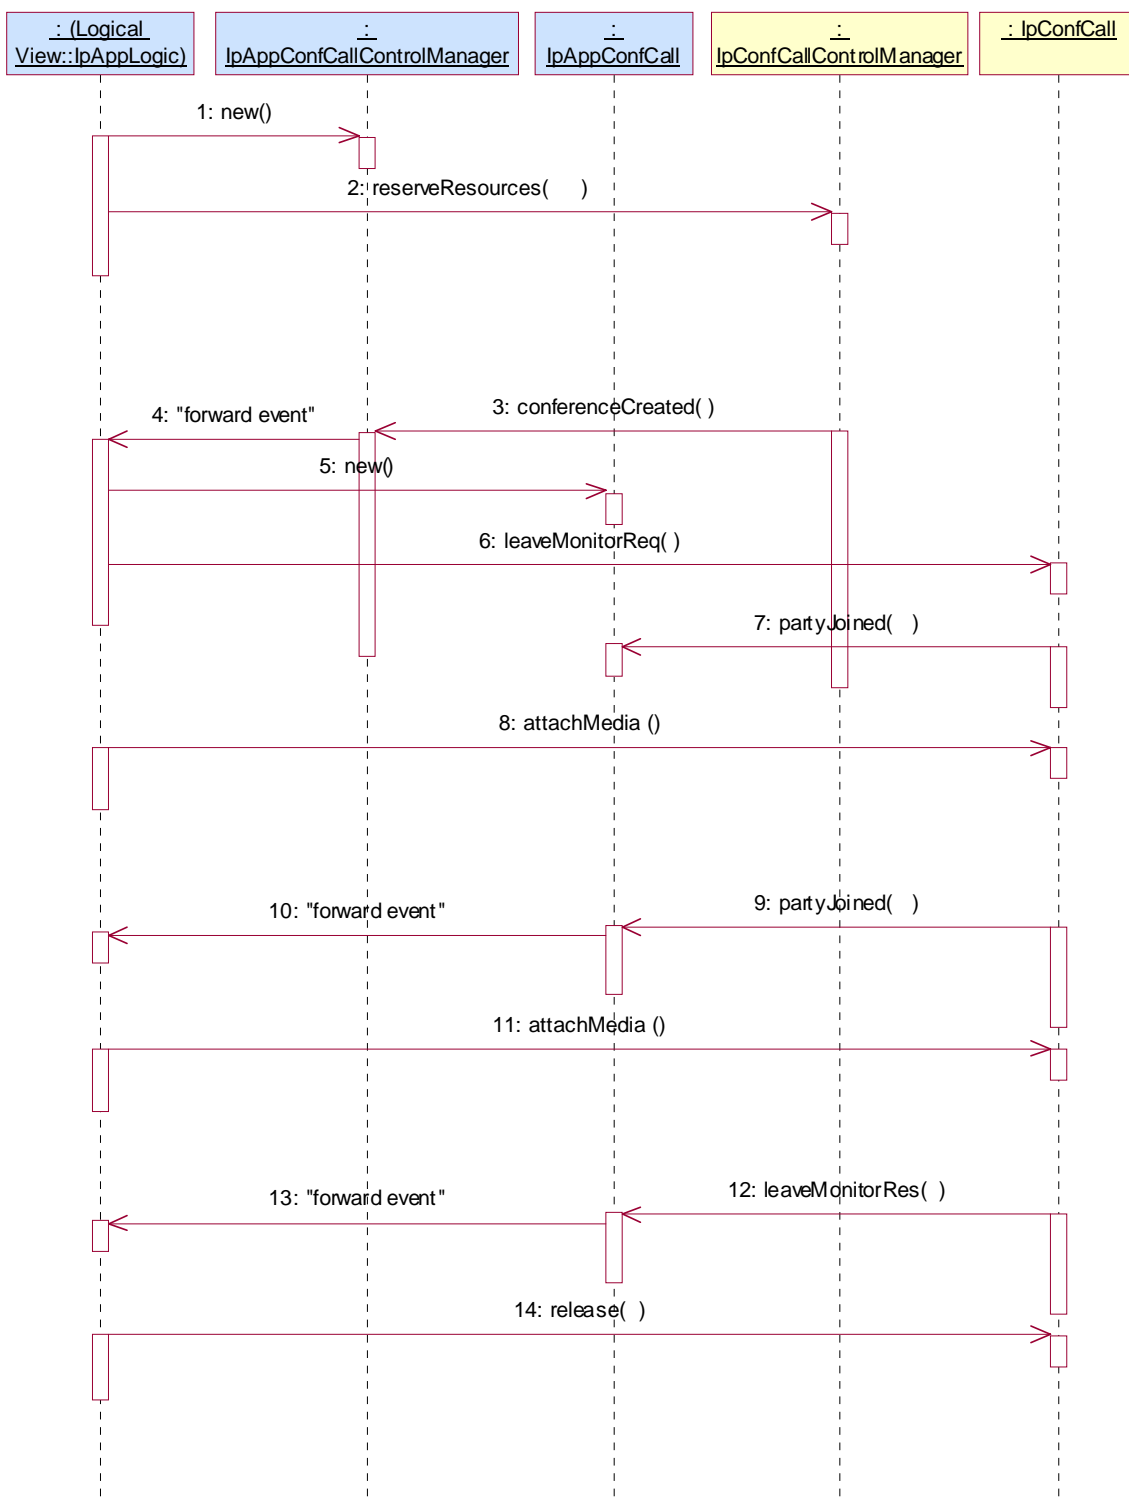 : (Logical
View::IpAppLogic)
:
IpAppConfCallControlManager
:
IpAppConfCall
:
IpConfCallControlManager
: IpConfCall
1: new()
2: reserveResources( )
3: conferenceCreated( )
4: "forward event"
5: new()
6: leaveMonitorReq( )
7: partyJoined( )
8: attachMedia ()
9: partyJoined( )
10: "forward event"
11: attachMedia ()
12: leaveMonitorRes( )
13: "forward event"
14: release( )